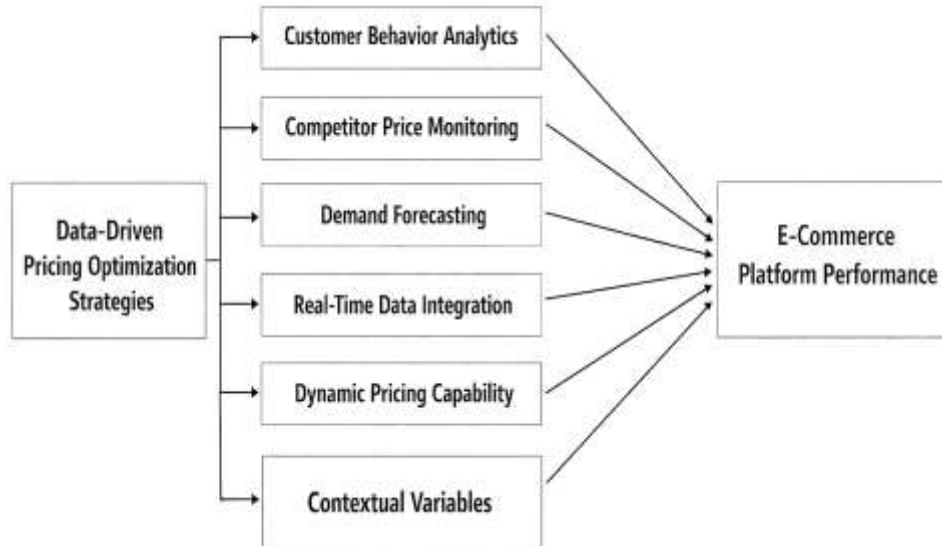 Customer Behavior Analytics
Competitor Price Monitoring
Data-Driven
Pricing Optimization
Strategies
Demand Forecasting
Real-Time Data Integration
Dynamic Pricing Capability
Contextual Variables
E-Commerce
Platform Performance